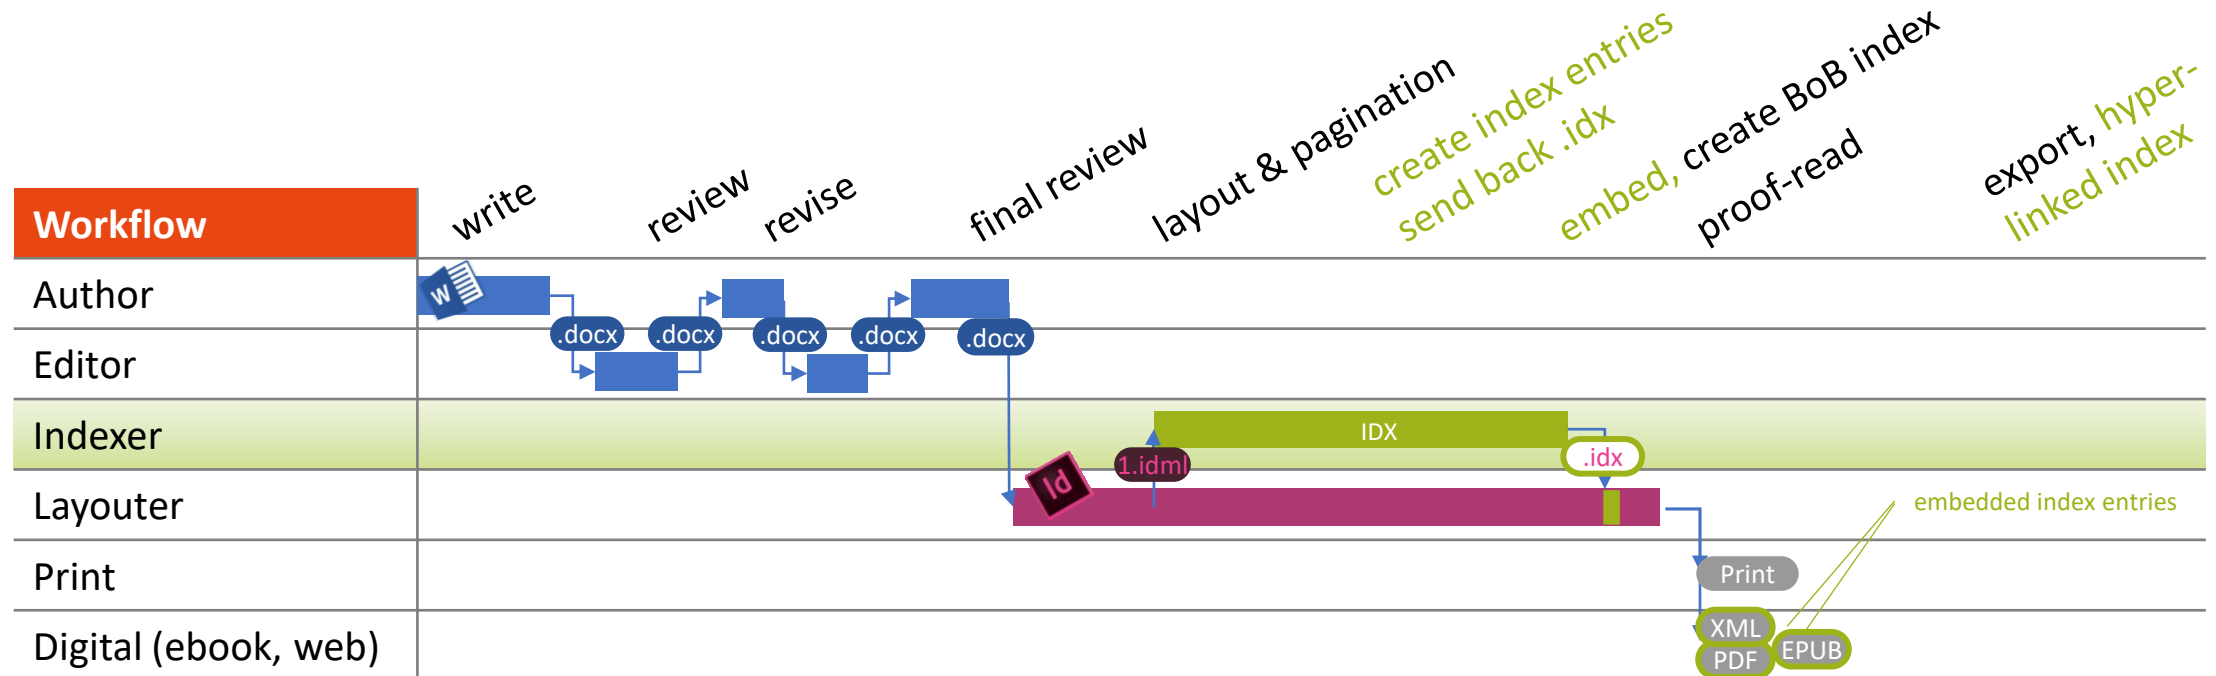 write
review
revise
final review
layout & pagination
create index entries
send back .idx
embed, create BoB index
proof-read
export, hyper-
linked index
Workflow
Author
W
.docx
.docx
.docx
.docx
.docx
Editor
Indexer
IDX
1.idml
.idx
Layouter
Id
embedded index entries
Print
Print
Digital (ebook, web)
XML
EPUB
PDF